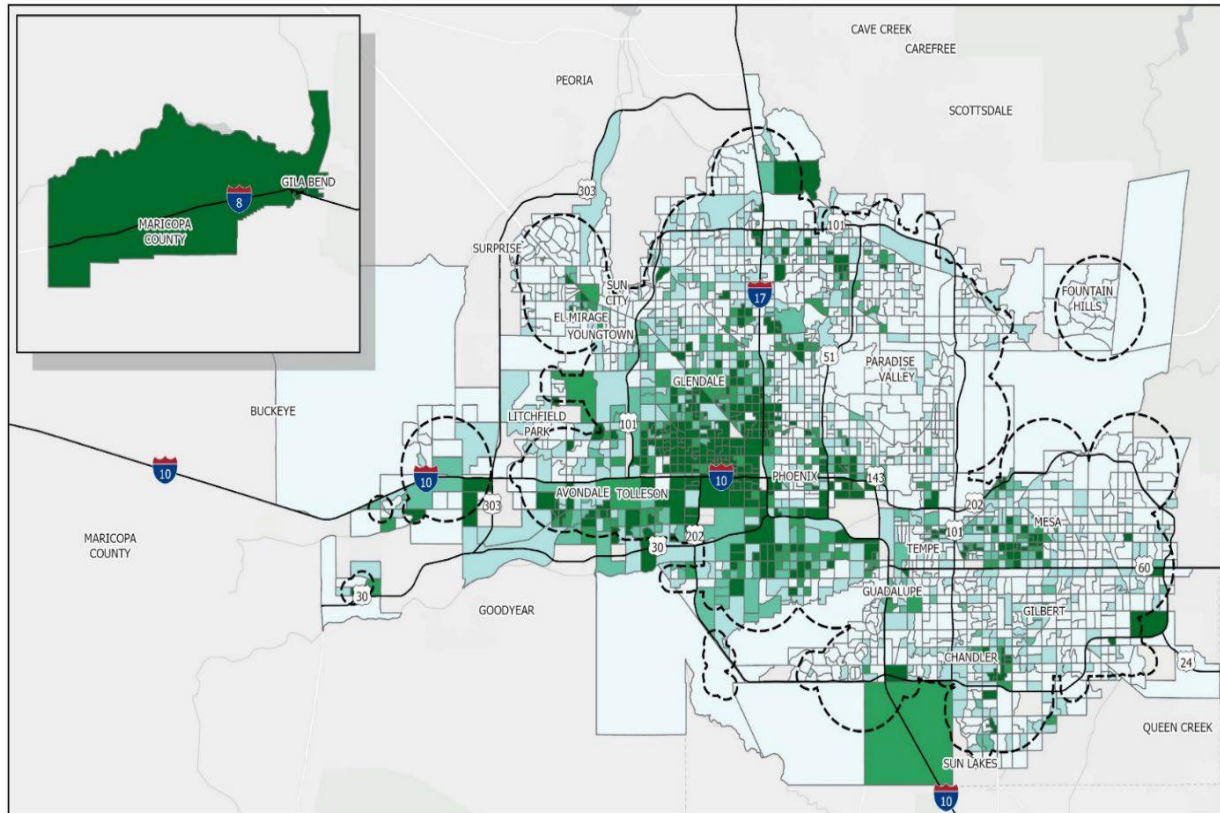 CAVE CREEK
CAREFREE
PEORIA
SCOTTSDALE
GILA BEND
8
MARICOPA
COUNTY
303
101
SURPRISE
SUN
CITY
17
FOUNTAIN
HILLS
EL MIRAGE
YOUNGTOWN
51
PARADISE
VALLEY
GLENDALE
BUCKEYE
LITCHFIELD
PARK
101
10
10
10
PHOENIX
143
AVONDALE
TOLLESON
303
202
MESA
202
101
TEMPE
30
MARICOPA
COUNTY
60
30
GOODYEAR
GUADALUPE
GILBERT
CHANDLER
24
QUEEN CREEK
SUN LAKES
10